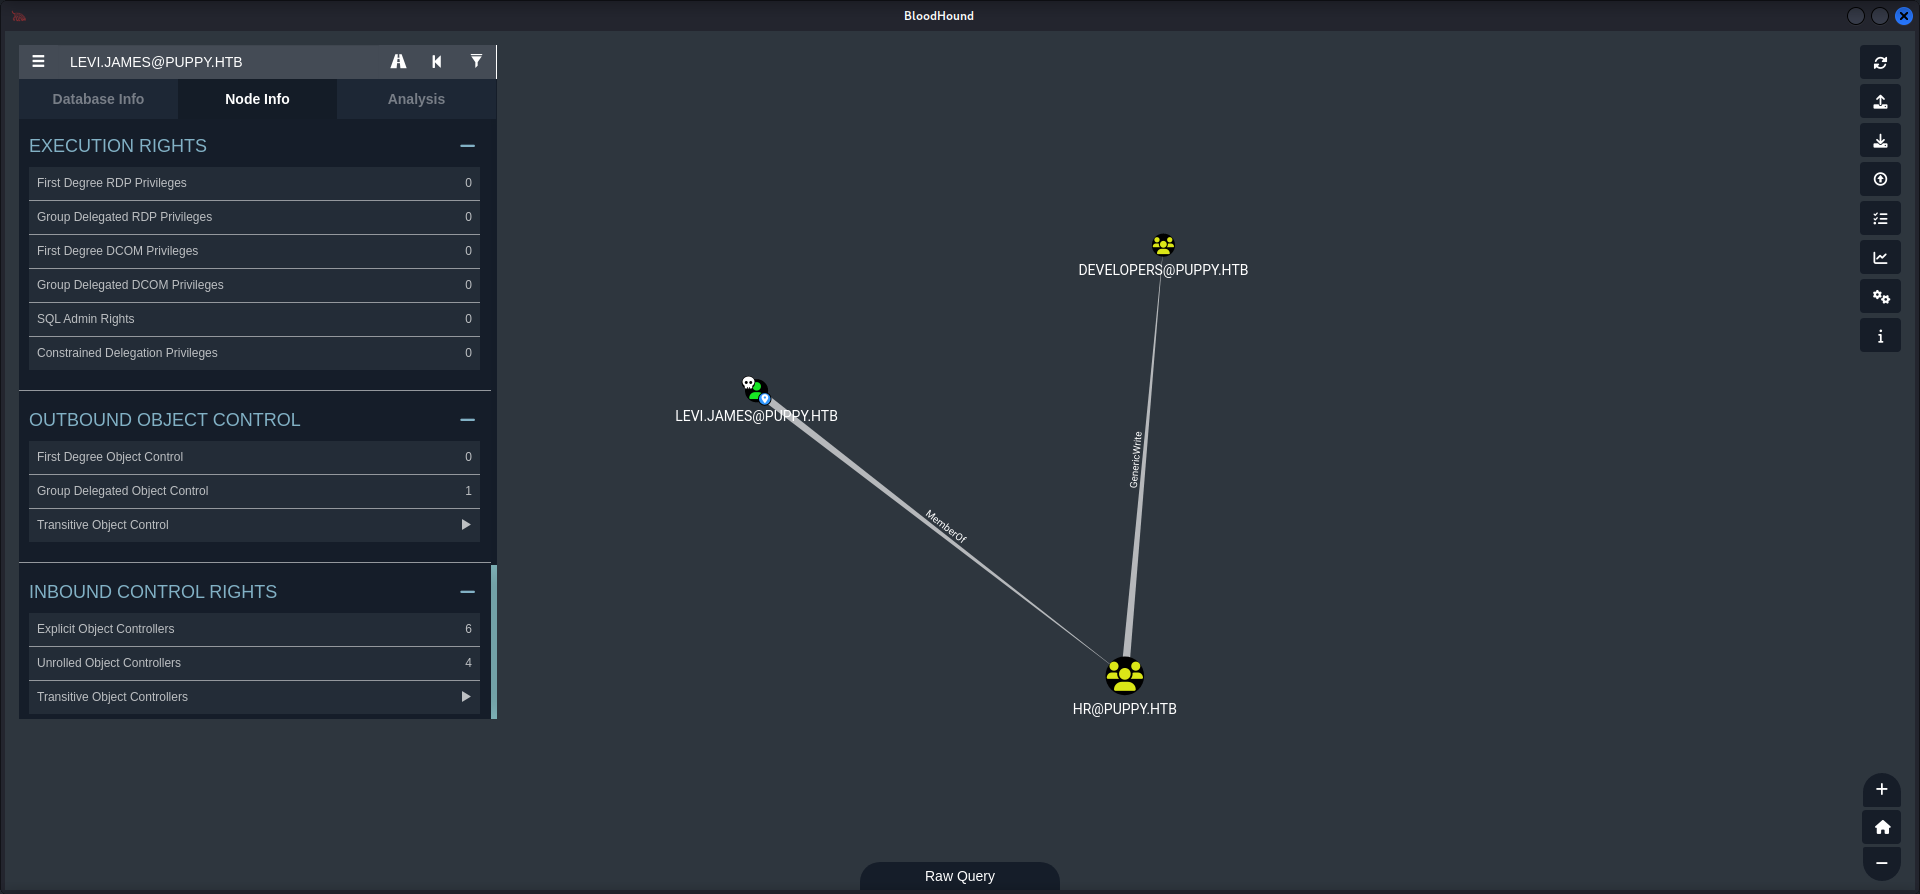 BloodHound
LEVI.JAMES@PUPPY.HTB
Database Info Node Info Analysis
EXECUTION RIGHTS
First Degree RDP Privileges 0
Group Delegated RDP Privileges 0
First Degree DCOM Privileges 0
Group Delegated DCOM Privileges 0
SQL Admin Rights 0
Constrained Delegation Privileges 0
OUTBOUND OBJECT CONTROL
First Degree Object Control 0
Group Delegated Object Control 1
Transitive Object Control
INBOUND CONTROL RIGHTS
Explicit Object Controllers 6
Unrolled Object Controllers 4
Transitive Object Controllers
DEVELOPERS@PUPPY.HTB
LEVI.JAMES@PUPPY.HTB
GenericWrite
MemberOf
HR@PUPPY.HTB
Raw Query